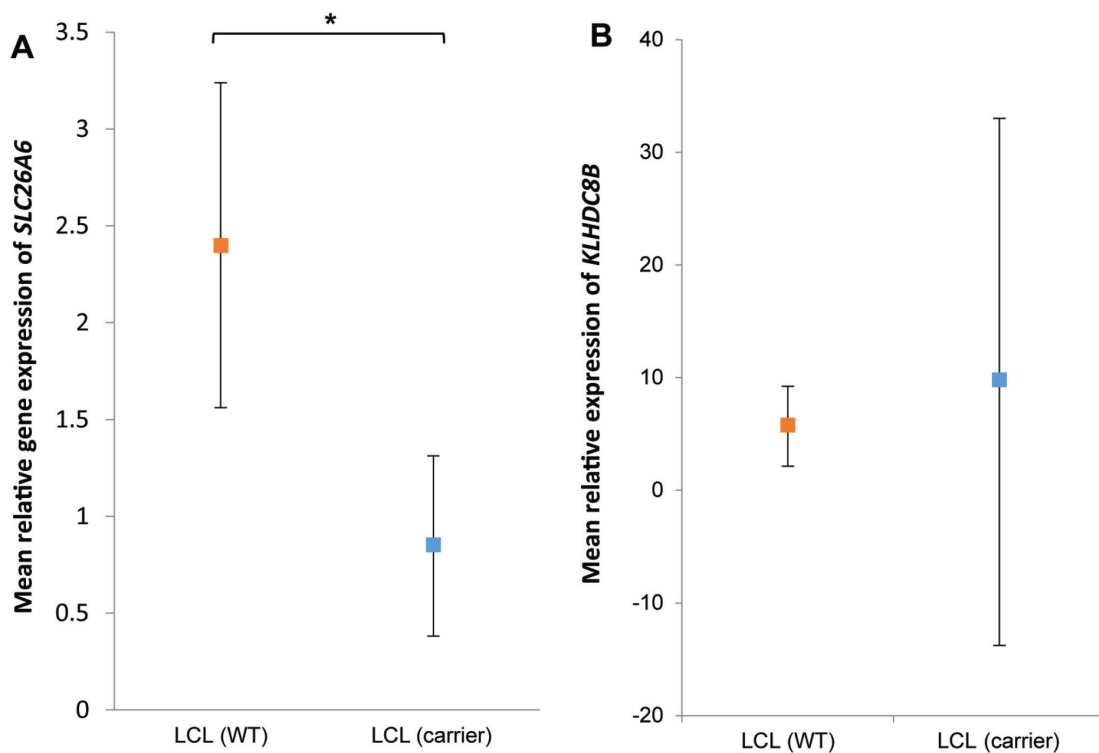 A
*
Mean relative gene expression of SLC26A6
3.5
3
2.5
2
1.5
1
0.5
0
LCL (WT)
LCL (carrier)
B
Mean relative expression of KLHDC8B
40
30
20
10
0
-10
-20
LCL (WT)
LCL (carrier)